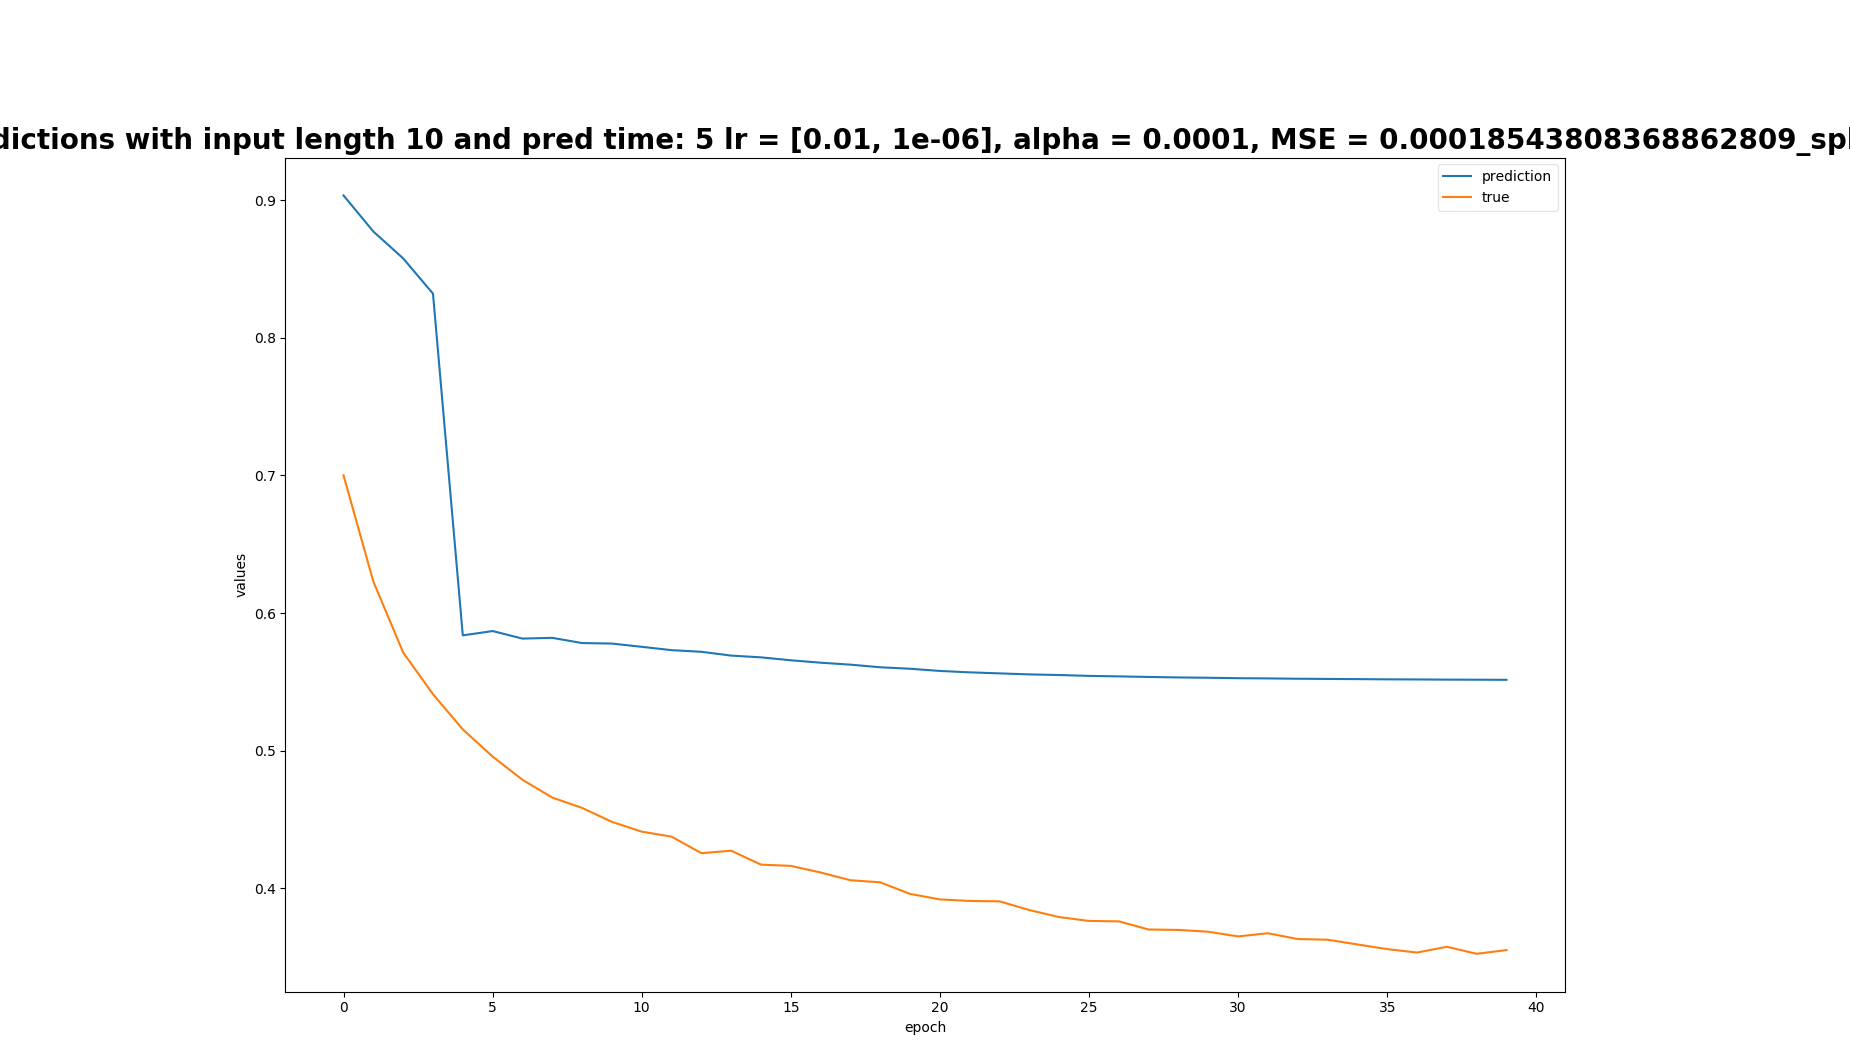 dictions with input length 10 and pred time: 5 lr = [0.01, 1e-06], alpha = 0.0001, MSE = 0.00018543808368862809_spl
prediction
true
0.9
0.8
0.7
0.6
0.5
0.4
values
0 5 10 15 20 25 30 35 40
epoch